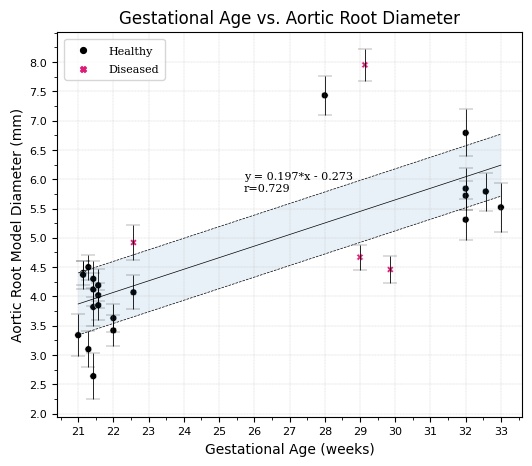 Gestational Age vs. Aortic Root Diameter
Healthy
Diseased
y = 0.197*x - 0.273
r=0.729
Aortic Root Model Diameter (mm)
8.0
7.5
7.0
6.5
6.0
5.5
5.0
4.5
4.0
3.5
3.0
2.5
2.0
21 22 23 24 25 26 27 28 29 30 31 32 33
Gestational Age (weeks)